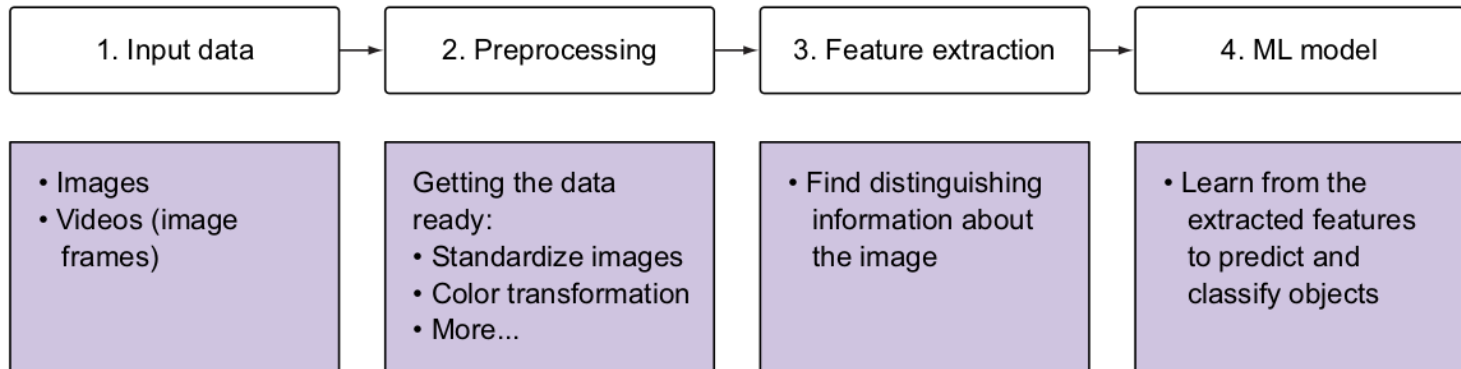 1. Input data
2. Preprocessing
3. Feature extraction
4. ML model
• Images
• Videos (image
frames)
Getting the data
ready:
• Standardize images
• Color transformation
• More...
• Find distinguishing
information about
the image
• Learn from the
extracted features
to predict and
classify objects